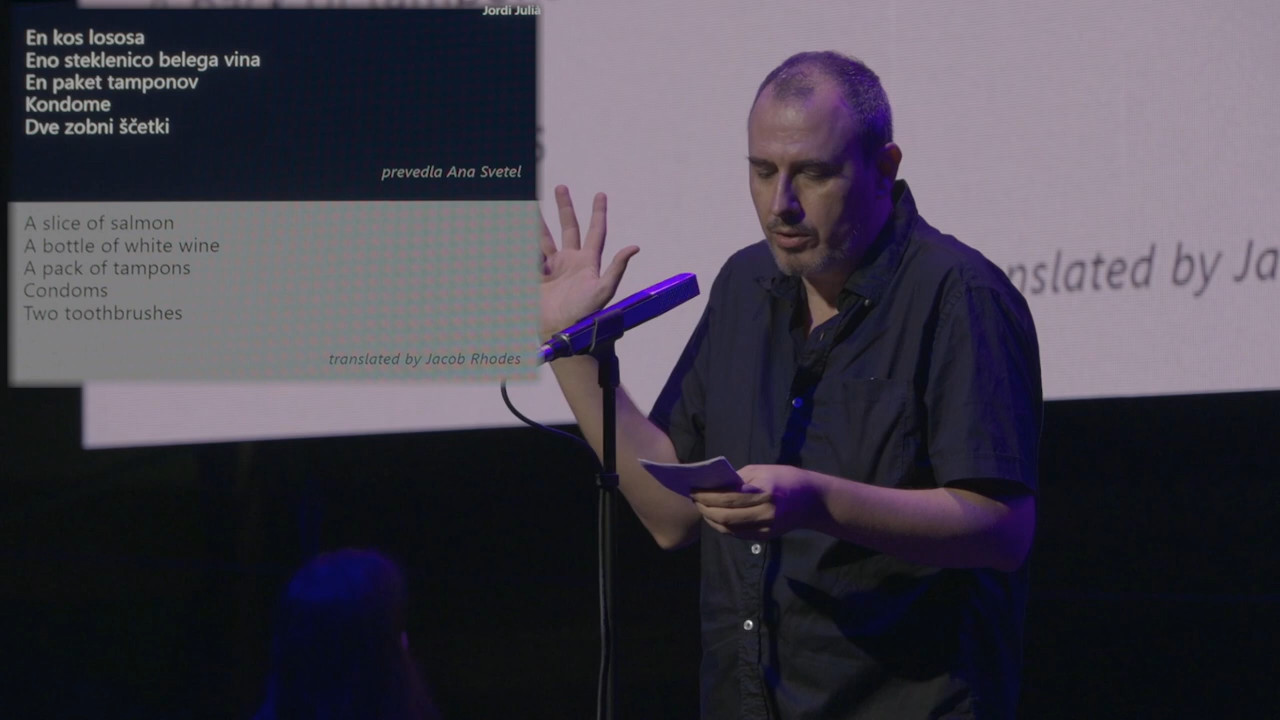 Jordi Julià
En kos lososa
Eno steklenico belega vina
En paket tamponov
Kondome
Dve zobni ščetki
prevedla Ana Svetel
A slice of salmon
A bottle of white wine
A pack of tampons
Condoms
Two toothbrushes
translated by Jacob Rhodes
nslated by Ja